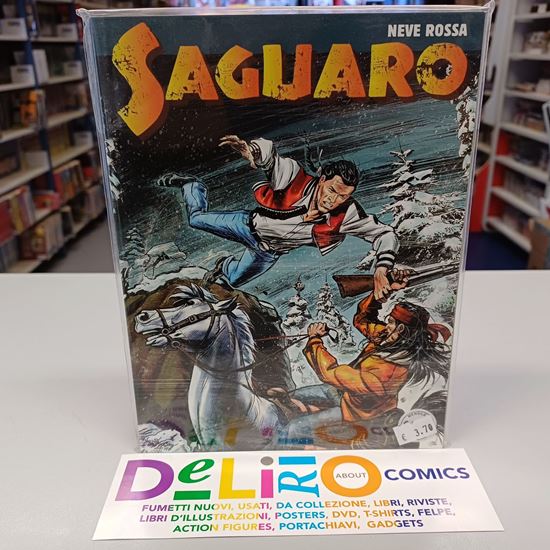 NEVE ROSSA
SAGUARO
€ 3.70
DeLiRiO ABOUT COMICS
FUMETTI NUOVI, USATI, DA COLLEZIONE, LIBRI, RIVISTE,
LIBRI D'ILLUSTRAZIONI, POSTERS, DVD, T-SHIRTS, FELPE,
ACTION FIGURES, PORTACHIAVI, GADGETS